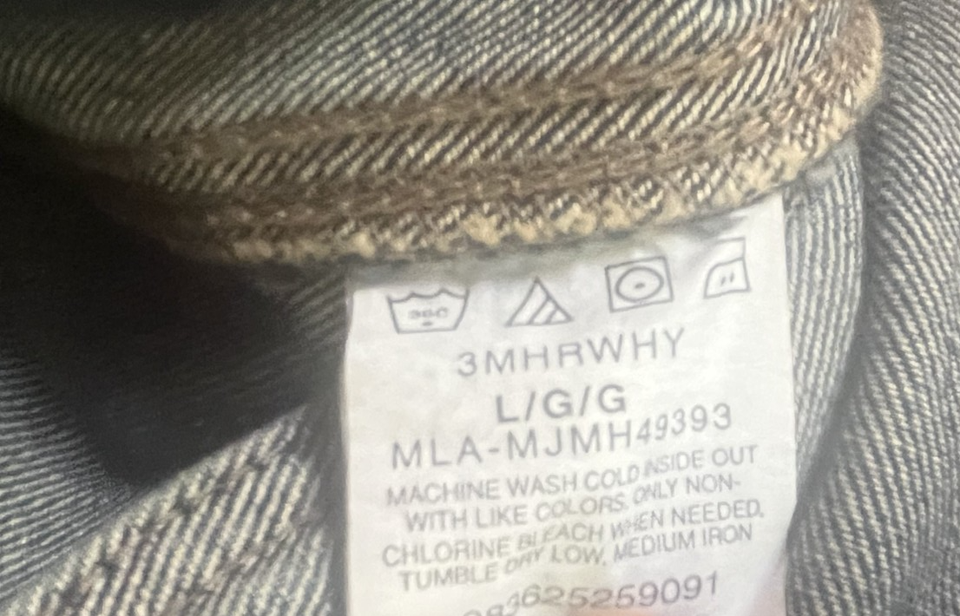 30C
3MHRWHY
L/G/G
MLA-MJMH49393
MACHINE WASH COLD INSIDE OUT
WITH LIKE COLORS, ONLY NON-
CHLORINE BLEACH WHEN NEEDED,
TUMBLE DRY LOW, MEDIUM IRON